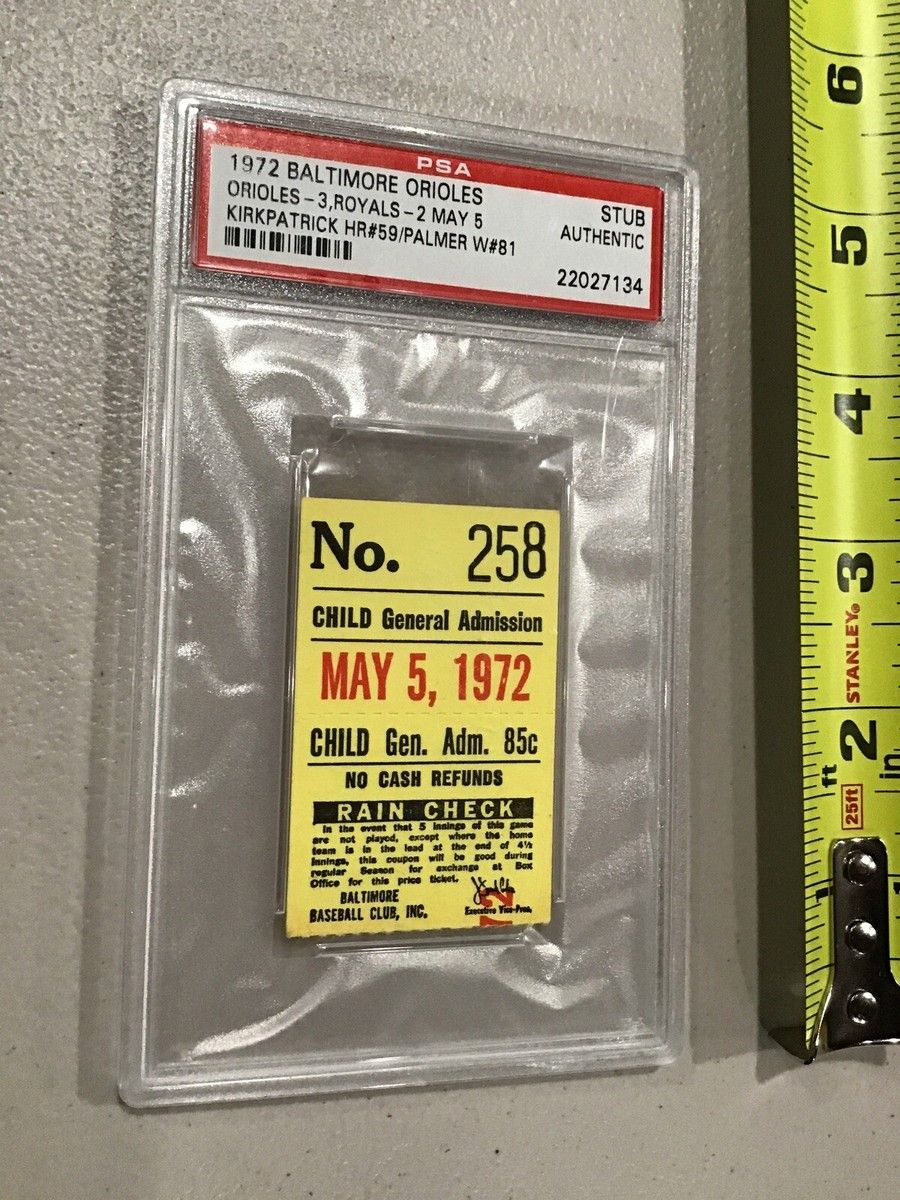 PSA
1972 BALTIMORE ORIOLES
ORIOLES-3,ROYALS-2 MAY 5
KIRKPATRICK HR#59/PALMER W#81
STUB
AUTHENTIC
22027134
No. 258
CHILD General Admission
MAY 5, 1972
CHILD Gen. Adm. 85c
NO CASH REFUNDS
RAIN CHECK
In the event that 5 innings of this game
are not played, except where the home
team is in the lead at the end of 4½
innings, this coupon will be good during
regular Season for exchange at Box
Office for this price ticket.
BALTIMORE
BASEBALL CLUB, INC.
Executive Vice-Pres.
72
6
5
4
3
STANLEY®
2
ft
in
25ft
1